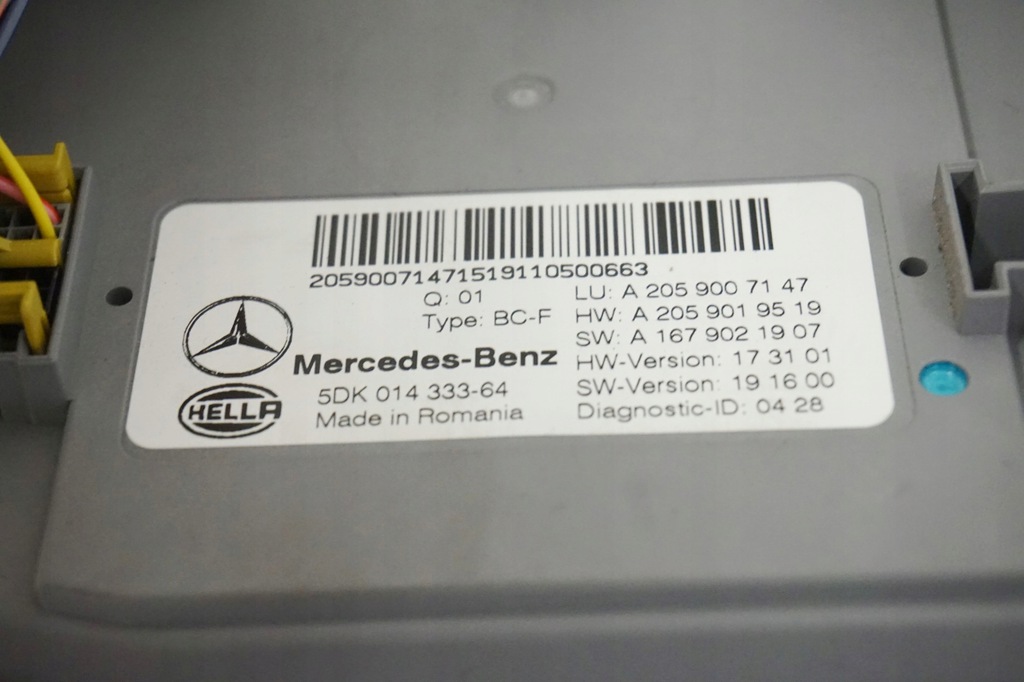 20590071471519110500663
Q: 01
Type: BC-F
Mercedes-Benz
HELLA
5DK 014 333-64
Made in Romania
LU: A 205 900 71 47
HW: A 205 901 95 19
SW: A 167 902 19 07
HW-Version: 17 31 01
SW-Version: 19 16 00
Diagnostic-ID: 04 28